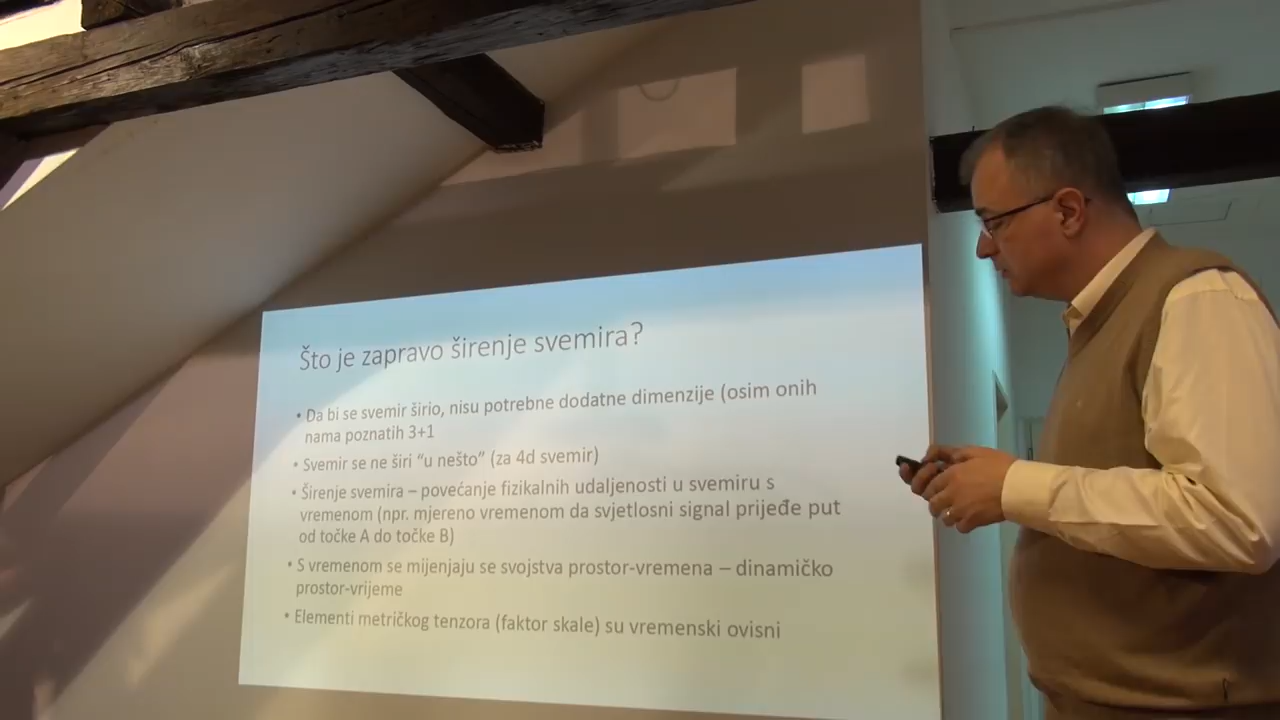 Što je zapravo širenje svemira?
• Da bi se svemir širio, nisu potrebne dodatne dimenzije (osim onih
nama poznatih 3+1
• Svemir se ne širi “u nešto” (za 4d svemir)
• Širenje svemira – povećanje fizikalnih udaljenosti u svemiru s
vremenom (npr. mjereno vremenom da svjetlosni signal prijeđe put
od točke A do točke B)
• S vremenom se mijenjaju se svojstva prostor-vremena – dinamičko
prostor-vrijeme
• Elementi metričkog tenzora (faktor skale) su vremenski ovisni